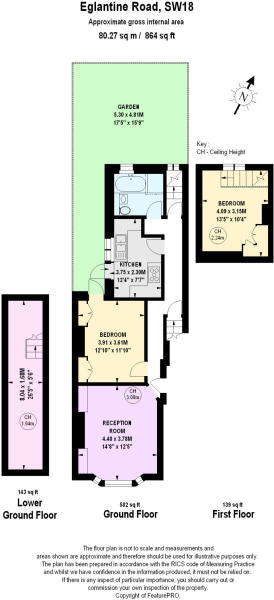 Eglantine Road, SW18
Approximate gross internal area
80.27 sq m / 864 sq ft
GARDEN
5.30 x 4.81M
17'5" x 15'9"
N
Key :
CH - Ceiling Height
BEDROOM
4.09 x 3.15M
13'5" x 10'4"
CH
2.34m
KITCHEN
3.75 x 2.30M
12'4" x 7'7"
BEDROOM
3.91 x 3.61M
12'10" x 11'10"
8.04 x 1.68M
26'5" x 5'6"
CH
1.94m
CH
3.08m
RECEPTION
ROOM
4.48 x 3.78M
14'8" x 12'5"
143 sq ft
Lower
Ground Floor
582 sq ft
Ground Floor
139 sq ft
First Floor
The floor plan is not to scale and measurements and
areas shown are approximate and therefore should be used for illustrative purposes only.
The plan has been prepared in accordance with the RICS code of Measuring Practice
and whilst we have confidence in the information produced, it must not be relied on.
If there is any aspect of particular importance, you should carry out or
commission your own inspection of the property.
Copyright of FeaturePRO.